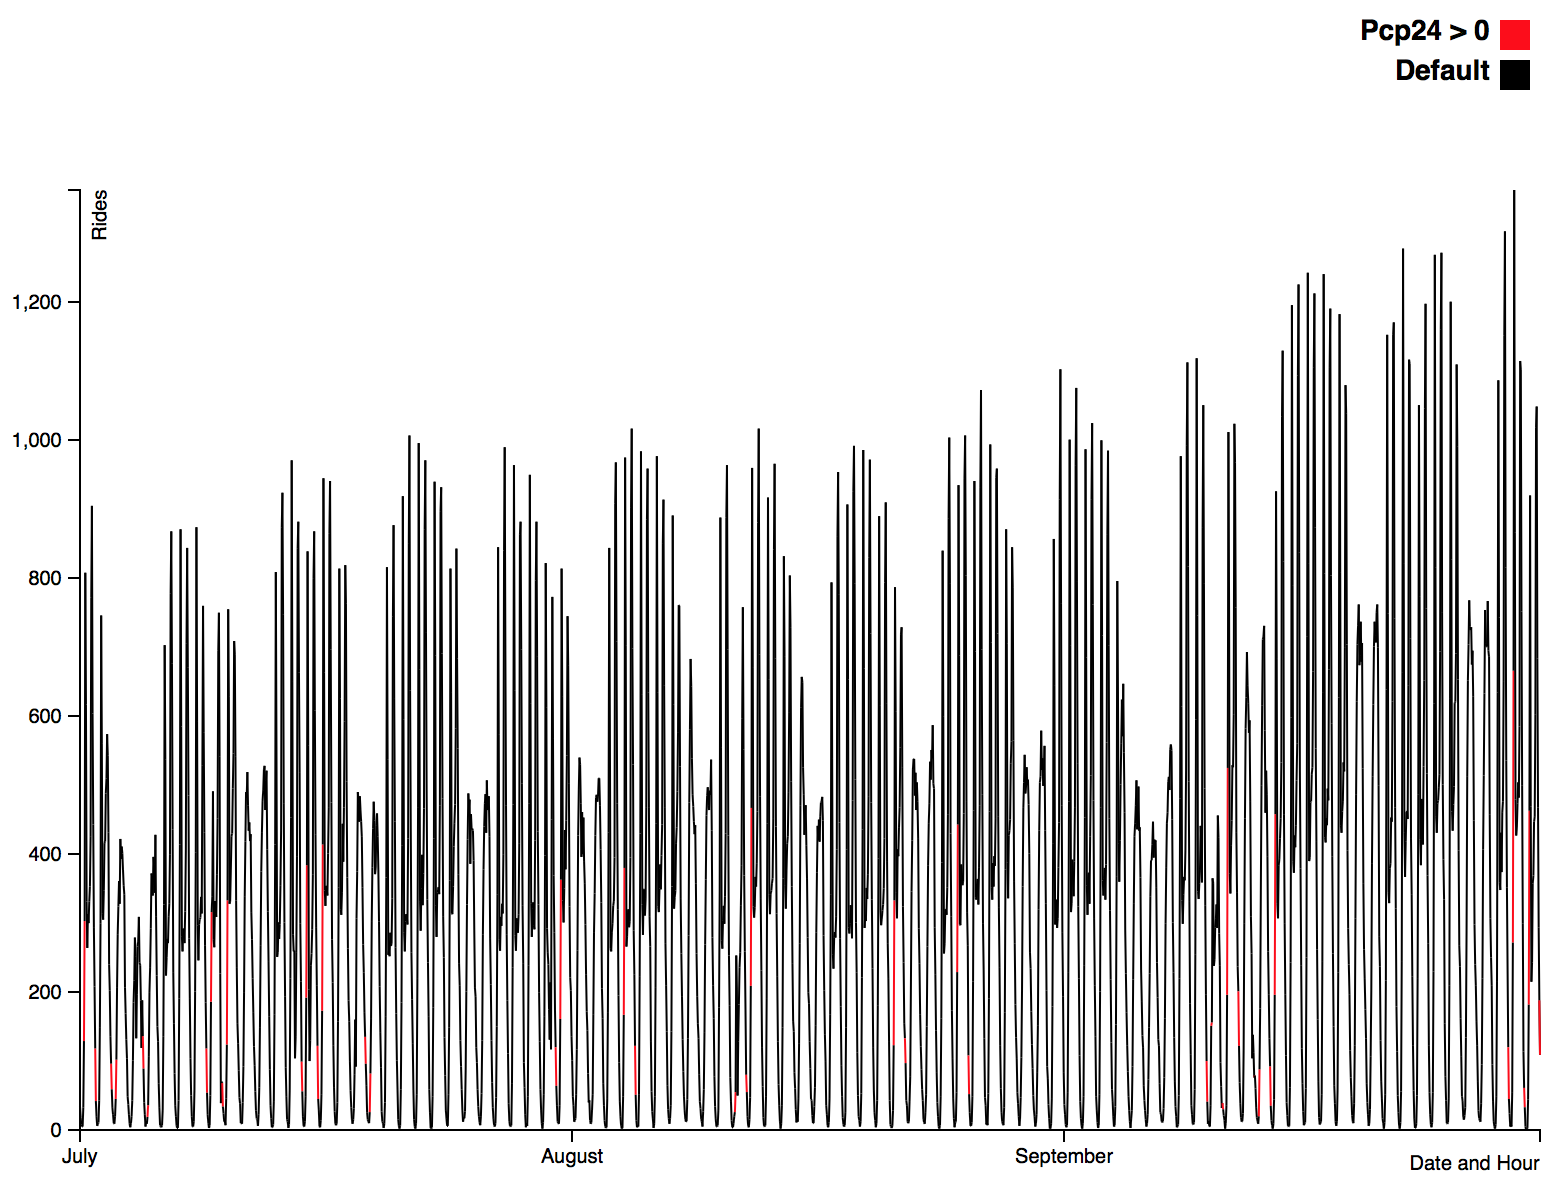 Pcp24 > 0
Default
Rides
1,200
1,000
800
600
400
200
0
July
August
September
Date and Hour